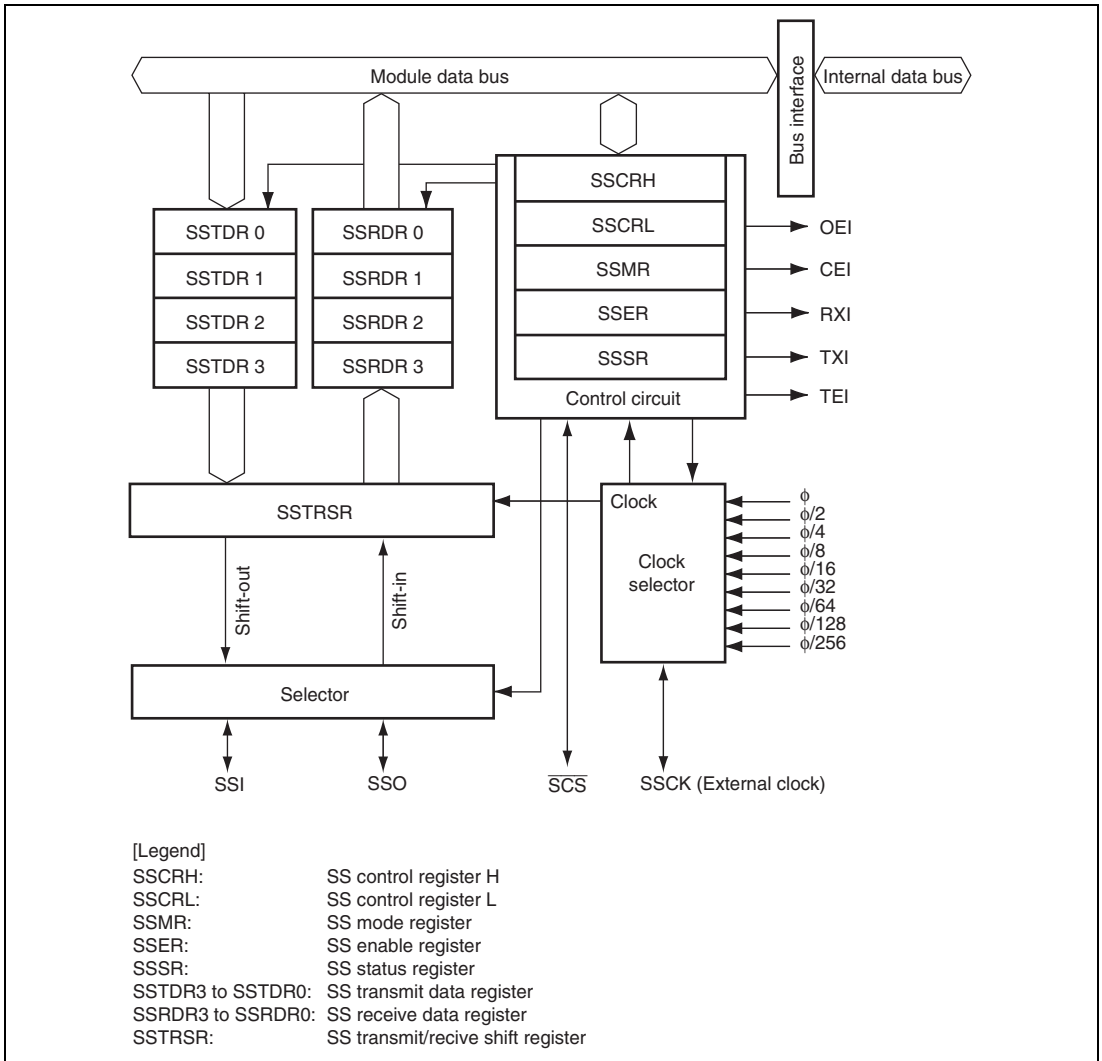 Module data bus
Bus interface
Internal data bus
SSTDR 0
SSTDR 1
SSTDR 2
SSTDR 3
SSRDR 0
SSRDR 1
SSRDR 2
SSRDR 3
SSCRH
SSCRL
SSMR
SSER
SSSR
Control circuit
OEI
CEI
RXI
TXI
TEI
SSTRSR
Clock
Clock
selector
ϕ
ϕ/2
ϕ/4
ϕ/8
ϕ/16
ϕ/32
ϕ/64
ϕ/128
ϕ/256
Shift-out
Shift-in
Selector
SSI
SSO
SCS
SSCK (External clock)
[Legend]
SSCRH: SS control register H
SSCRL: SS control register L
SSMR: SS mode register
SSER: SS enable register
SSSR: SS status register
SSTDR3 to SSTDR0: SS transmit data register
SSRDR3 to SSRDR0: SS receive data register
SSTRSR: SS transmit/recive shift register